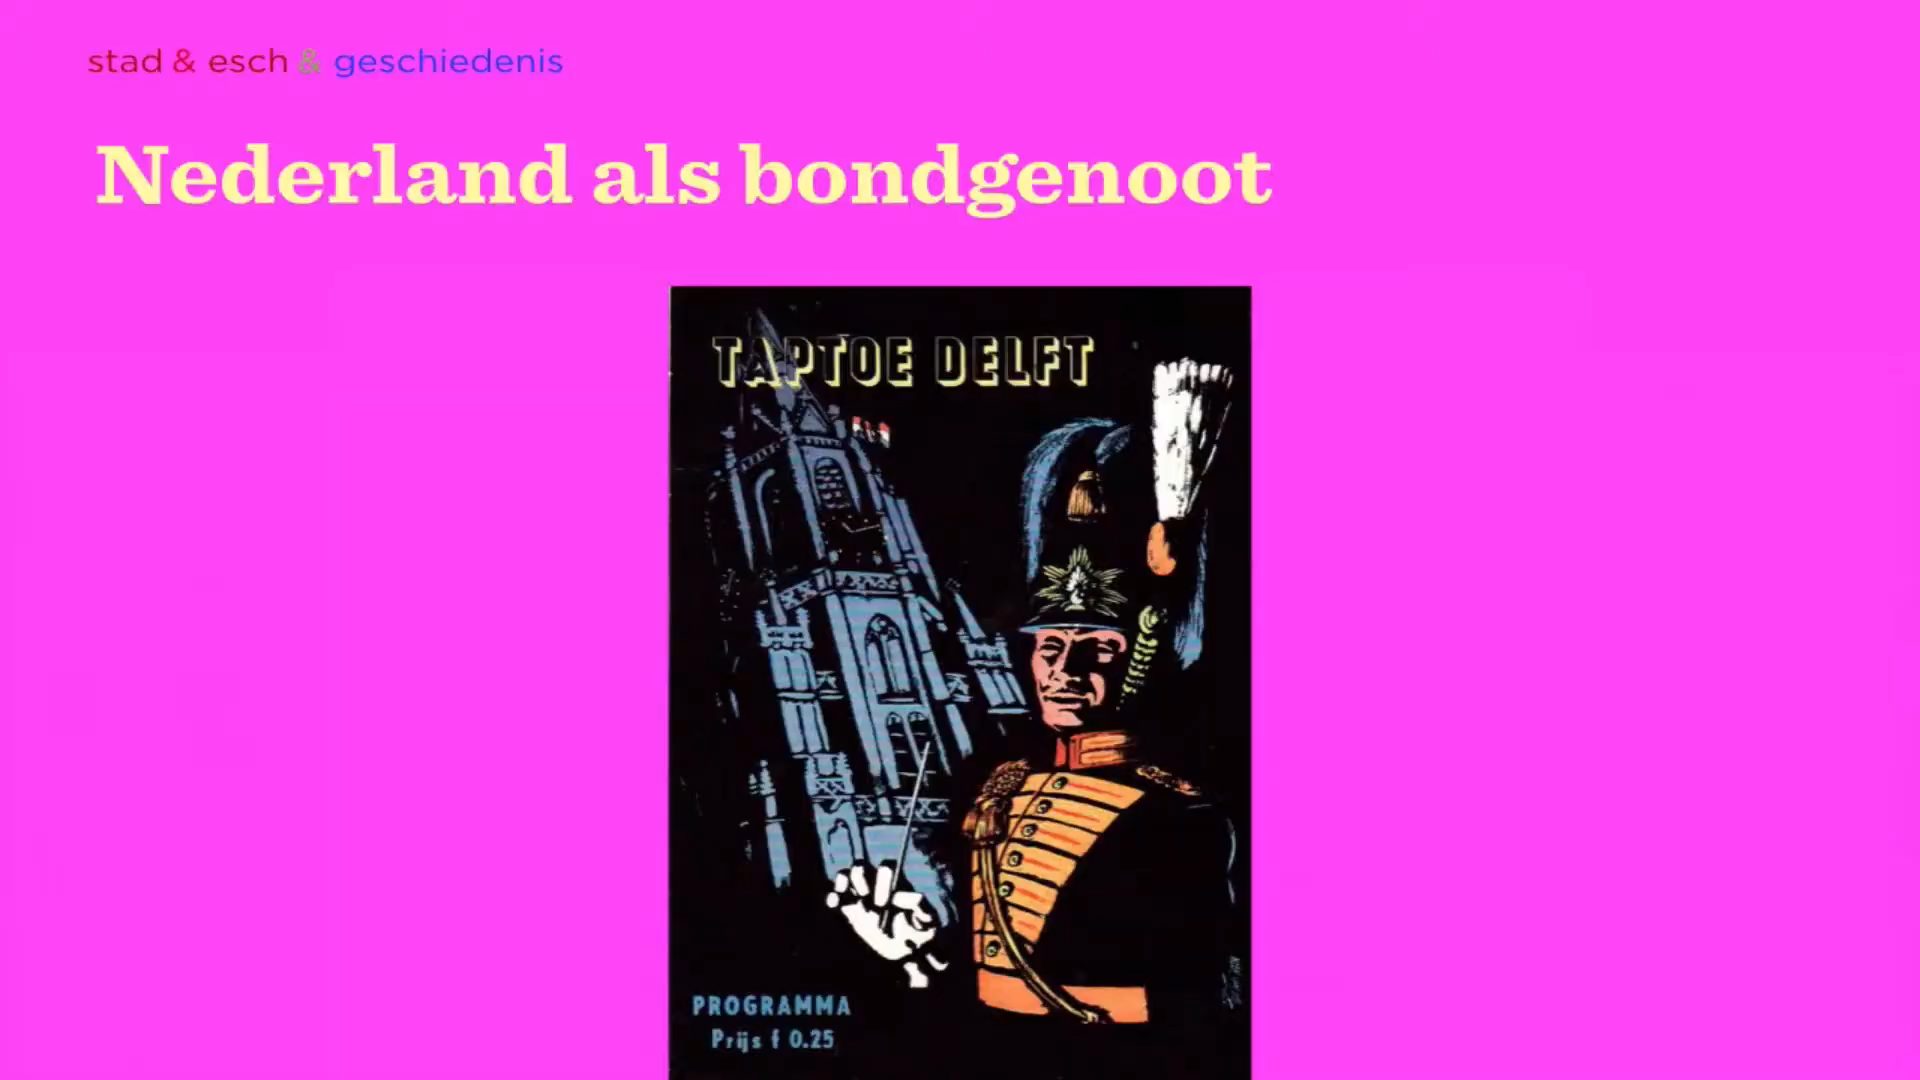 stad & esch & geschiedenis
Nederland als bondgenoot
TAPTOE DELFT
PROGRAMMA
Prijs f 0.25